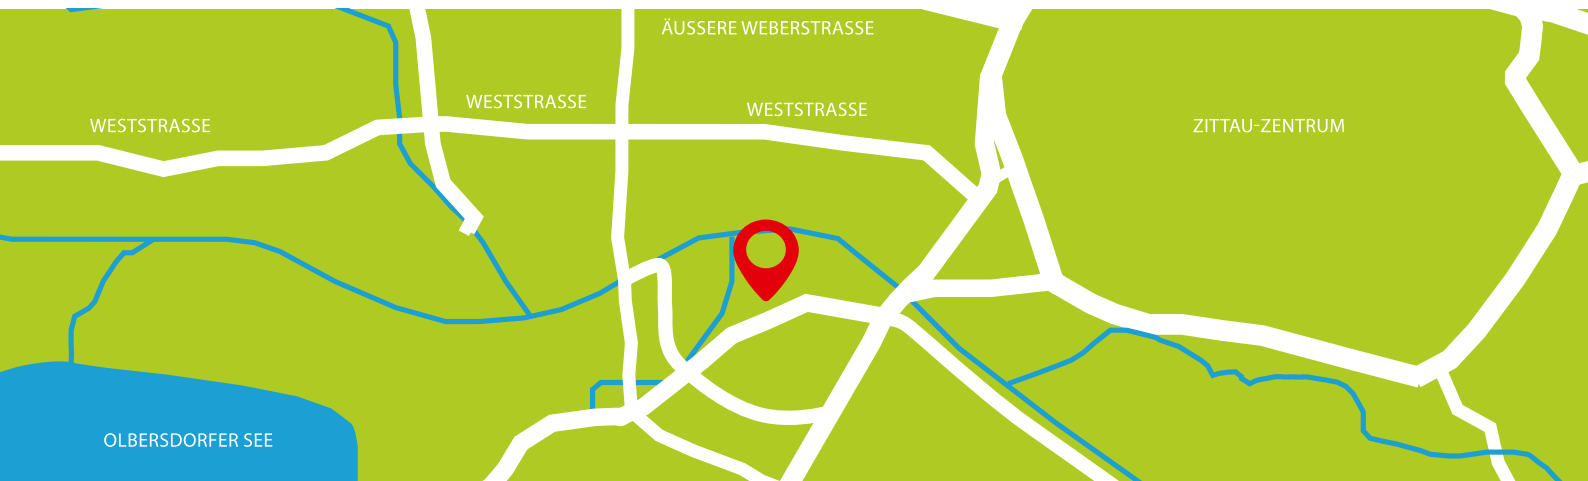 ÄUSSERE WEBERSTRASSE
WESTSTRASSE
WESTSTRASSE
WESTSTRASSE
ZITTAU-ZENTRUM
OLBERSDORFER SEE